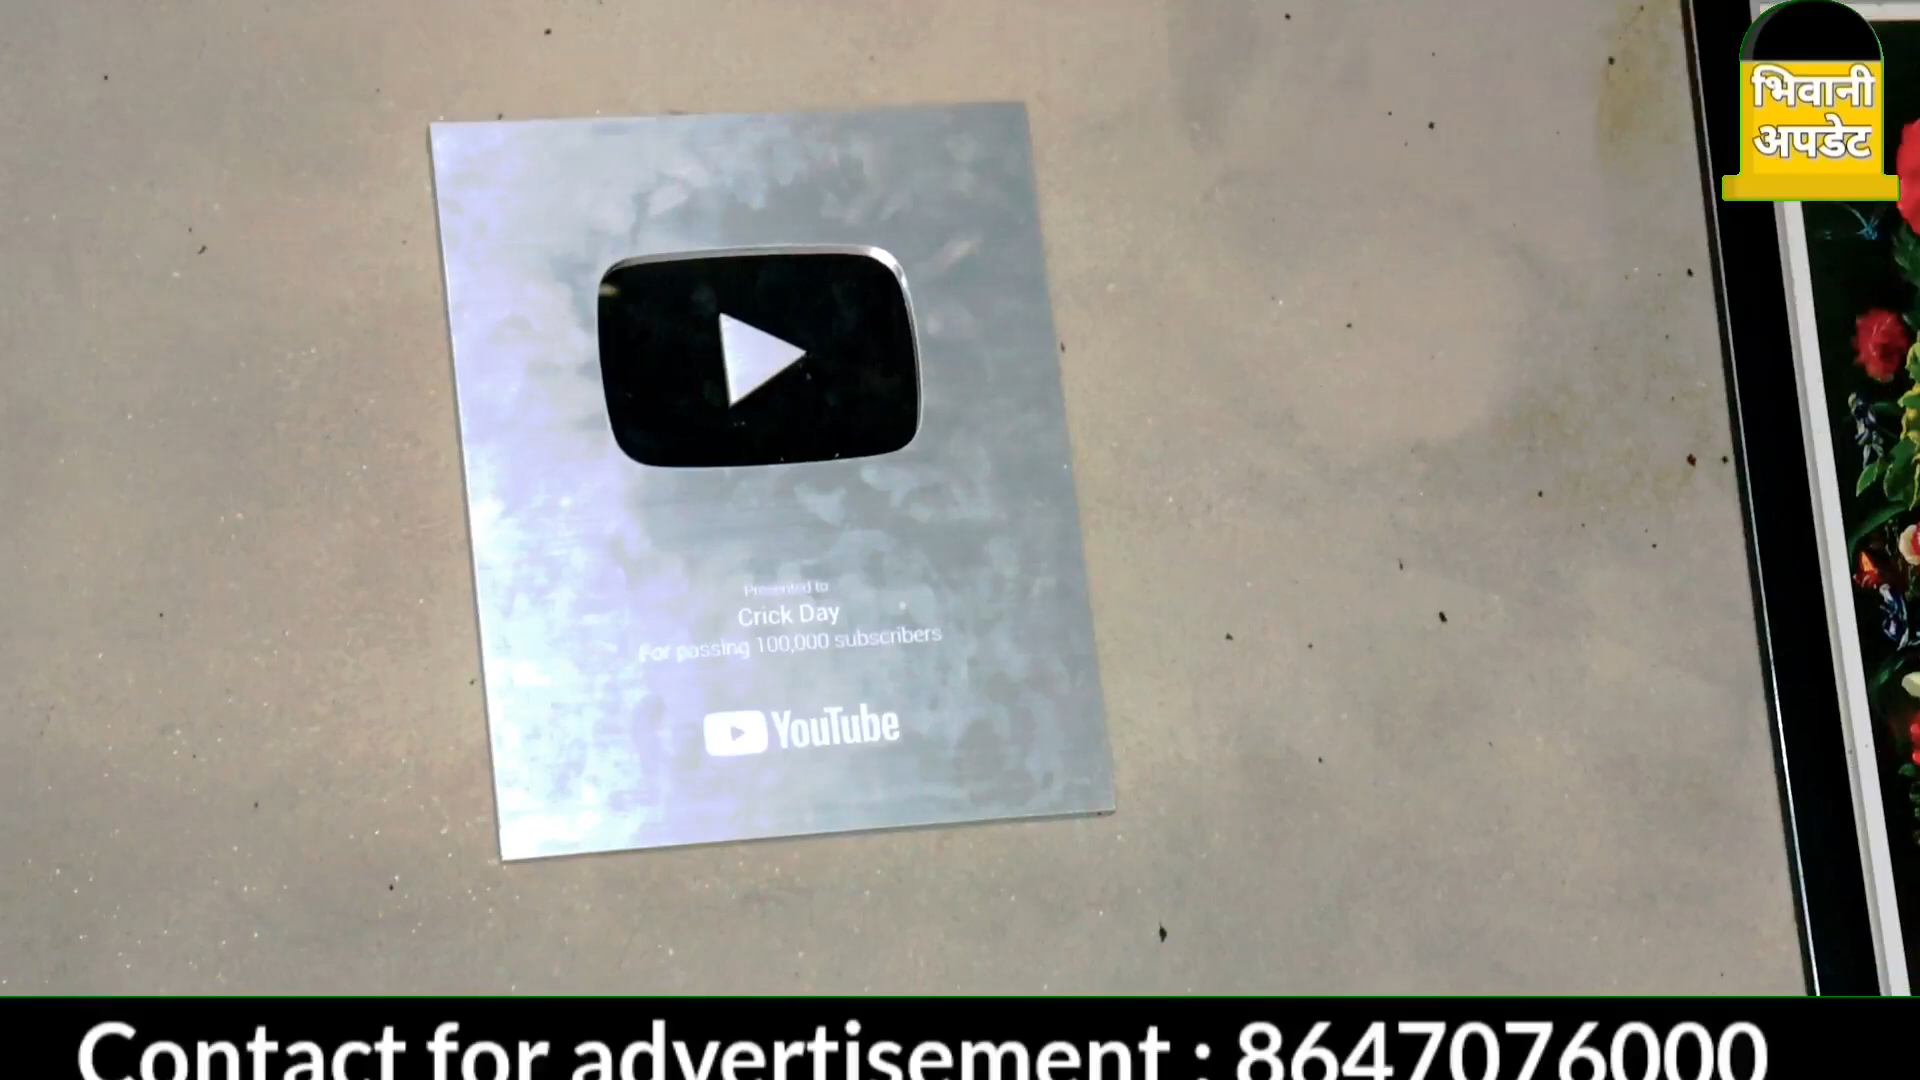 भिवानी
अपडेट
Presented to
Crick Day
For passing 100,000 subscribers
YouTube
Contact for advertisement : 8647076000